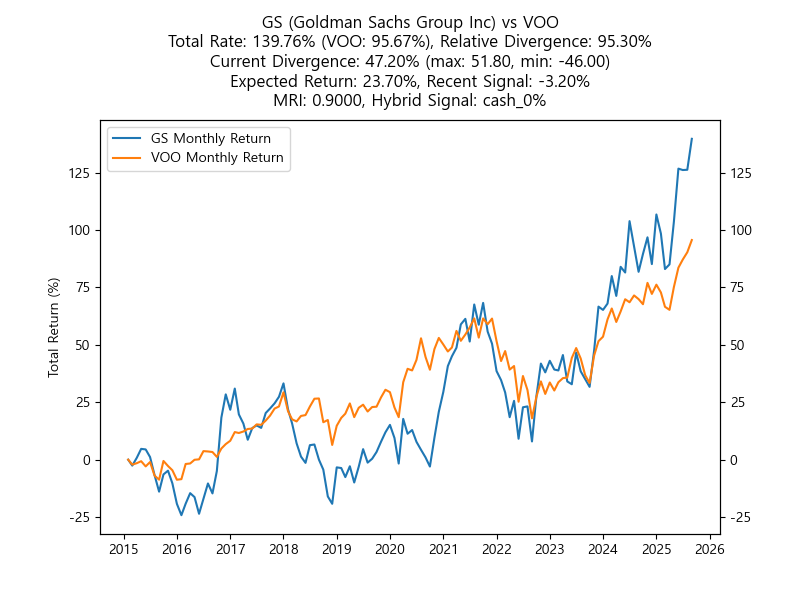 GS (Goldman Sachs Group Inc) vs VOO
Total Rate: 139.76% (VOO: 95.67%), Relative Divergence: 95.30%
Current Divergence: 47.20% (max: 51.80, min: -46.00)
Expected Return: 23.70%, Recent Signal: -3.20%
MRI: 0.9000, Hybrid Signal: cash_0%
GS Monthly Return
VOO Monthly Return
Total Return (%)
125 125
100 100
75 75
50 50
25 25
0 0
-25 -25
2015 2016 2017 2018 2019 2020 2021 2022 2023 2024 2025 2026